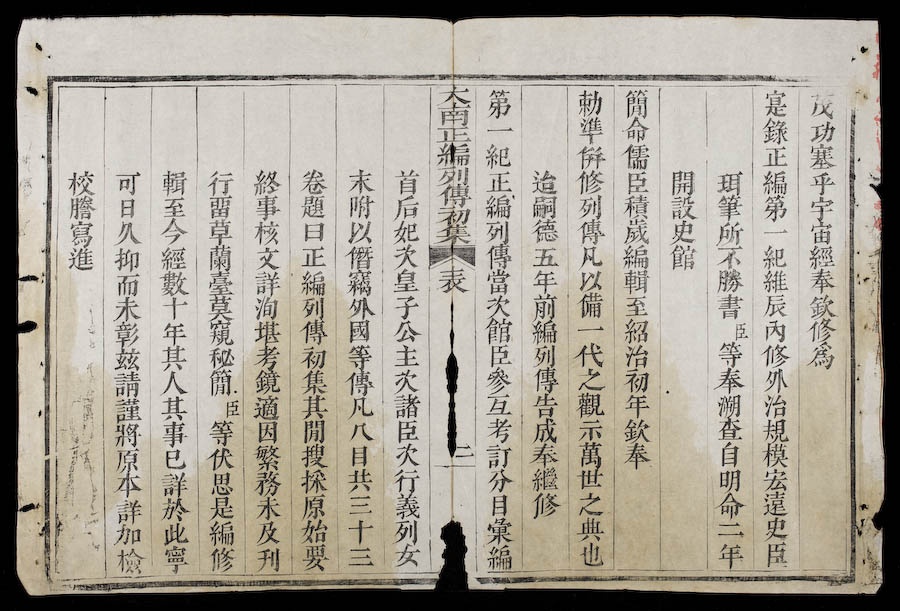 茂功塞乎宇宙經奉欽修爲
寔錄正編第一紀維辰內修外治規模宏遠史臣
珥筆所不勝書臣等奉溯查自明命二年
開設史館
簡命儒臣積歲編輯至紹治初年欽奉
勅準倂修列傳凡以備一代之觀示萬世之典也
迨嗣德五年前編列傳告成奉繼修
第一紀正編列傳當次館臣參互考訂分目彙編
大南正編列傳初集 表 二
首后妃次皇子公主次諸臣次行義列女
末附以僭竊外國等傳凡八目共三十三
卷題曰正編列傳初集其閒搜採原始要
終事核文詳洵堪考鏡適因繁務未及刊
行畱草蘭臺莫窺秘簡臣等伏思是編修
輯至今經數十年其人其事已詳於此寧
可日久抑而未彰玆請謹將原本詳加檢
校謄寫進